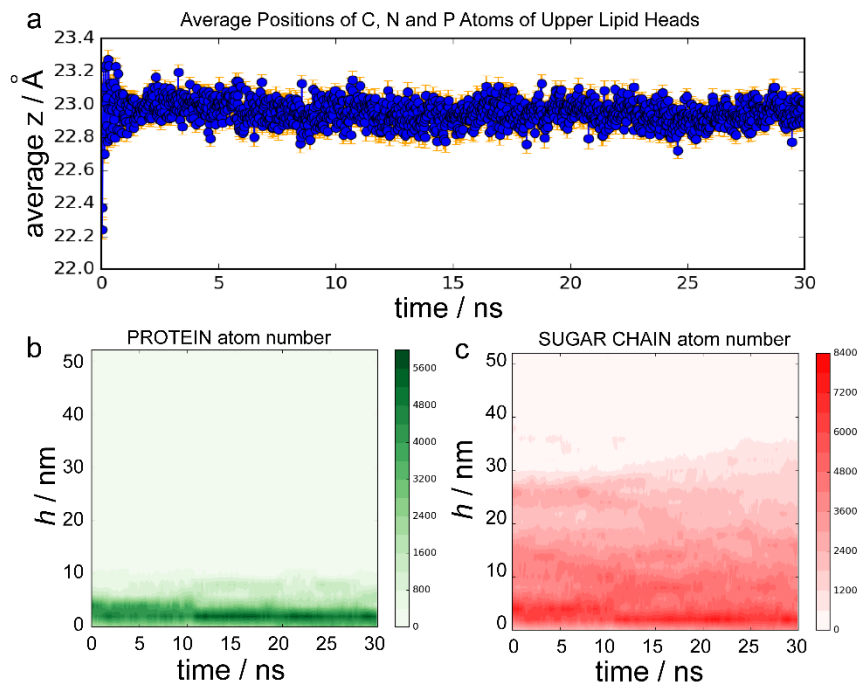 a
Average Positions of C, N and P Atoms of Upper Lipid Heads
average z / Å
23.4
23.2
23.0
22.8
22.6
22.4
22.2
22.0
0 5 10 15 20 25 30
time / ns
b
PROTEIN atom number
h / nm
50
40
30
20
10
0
0 5 10 15 20 25 30
time / ns
5600
4800
4000
3200
2400
1600
800
0
c
SUGAR CHAIN atom number
h / nm
50
40
30
20
10
0
0 5 10 15 20 25 30
time / ns
8400
7200
6000
4800
3600
2400
1200
0